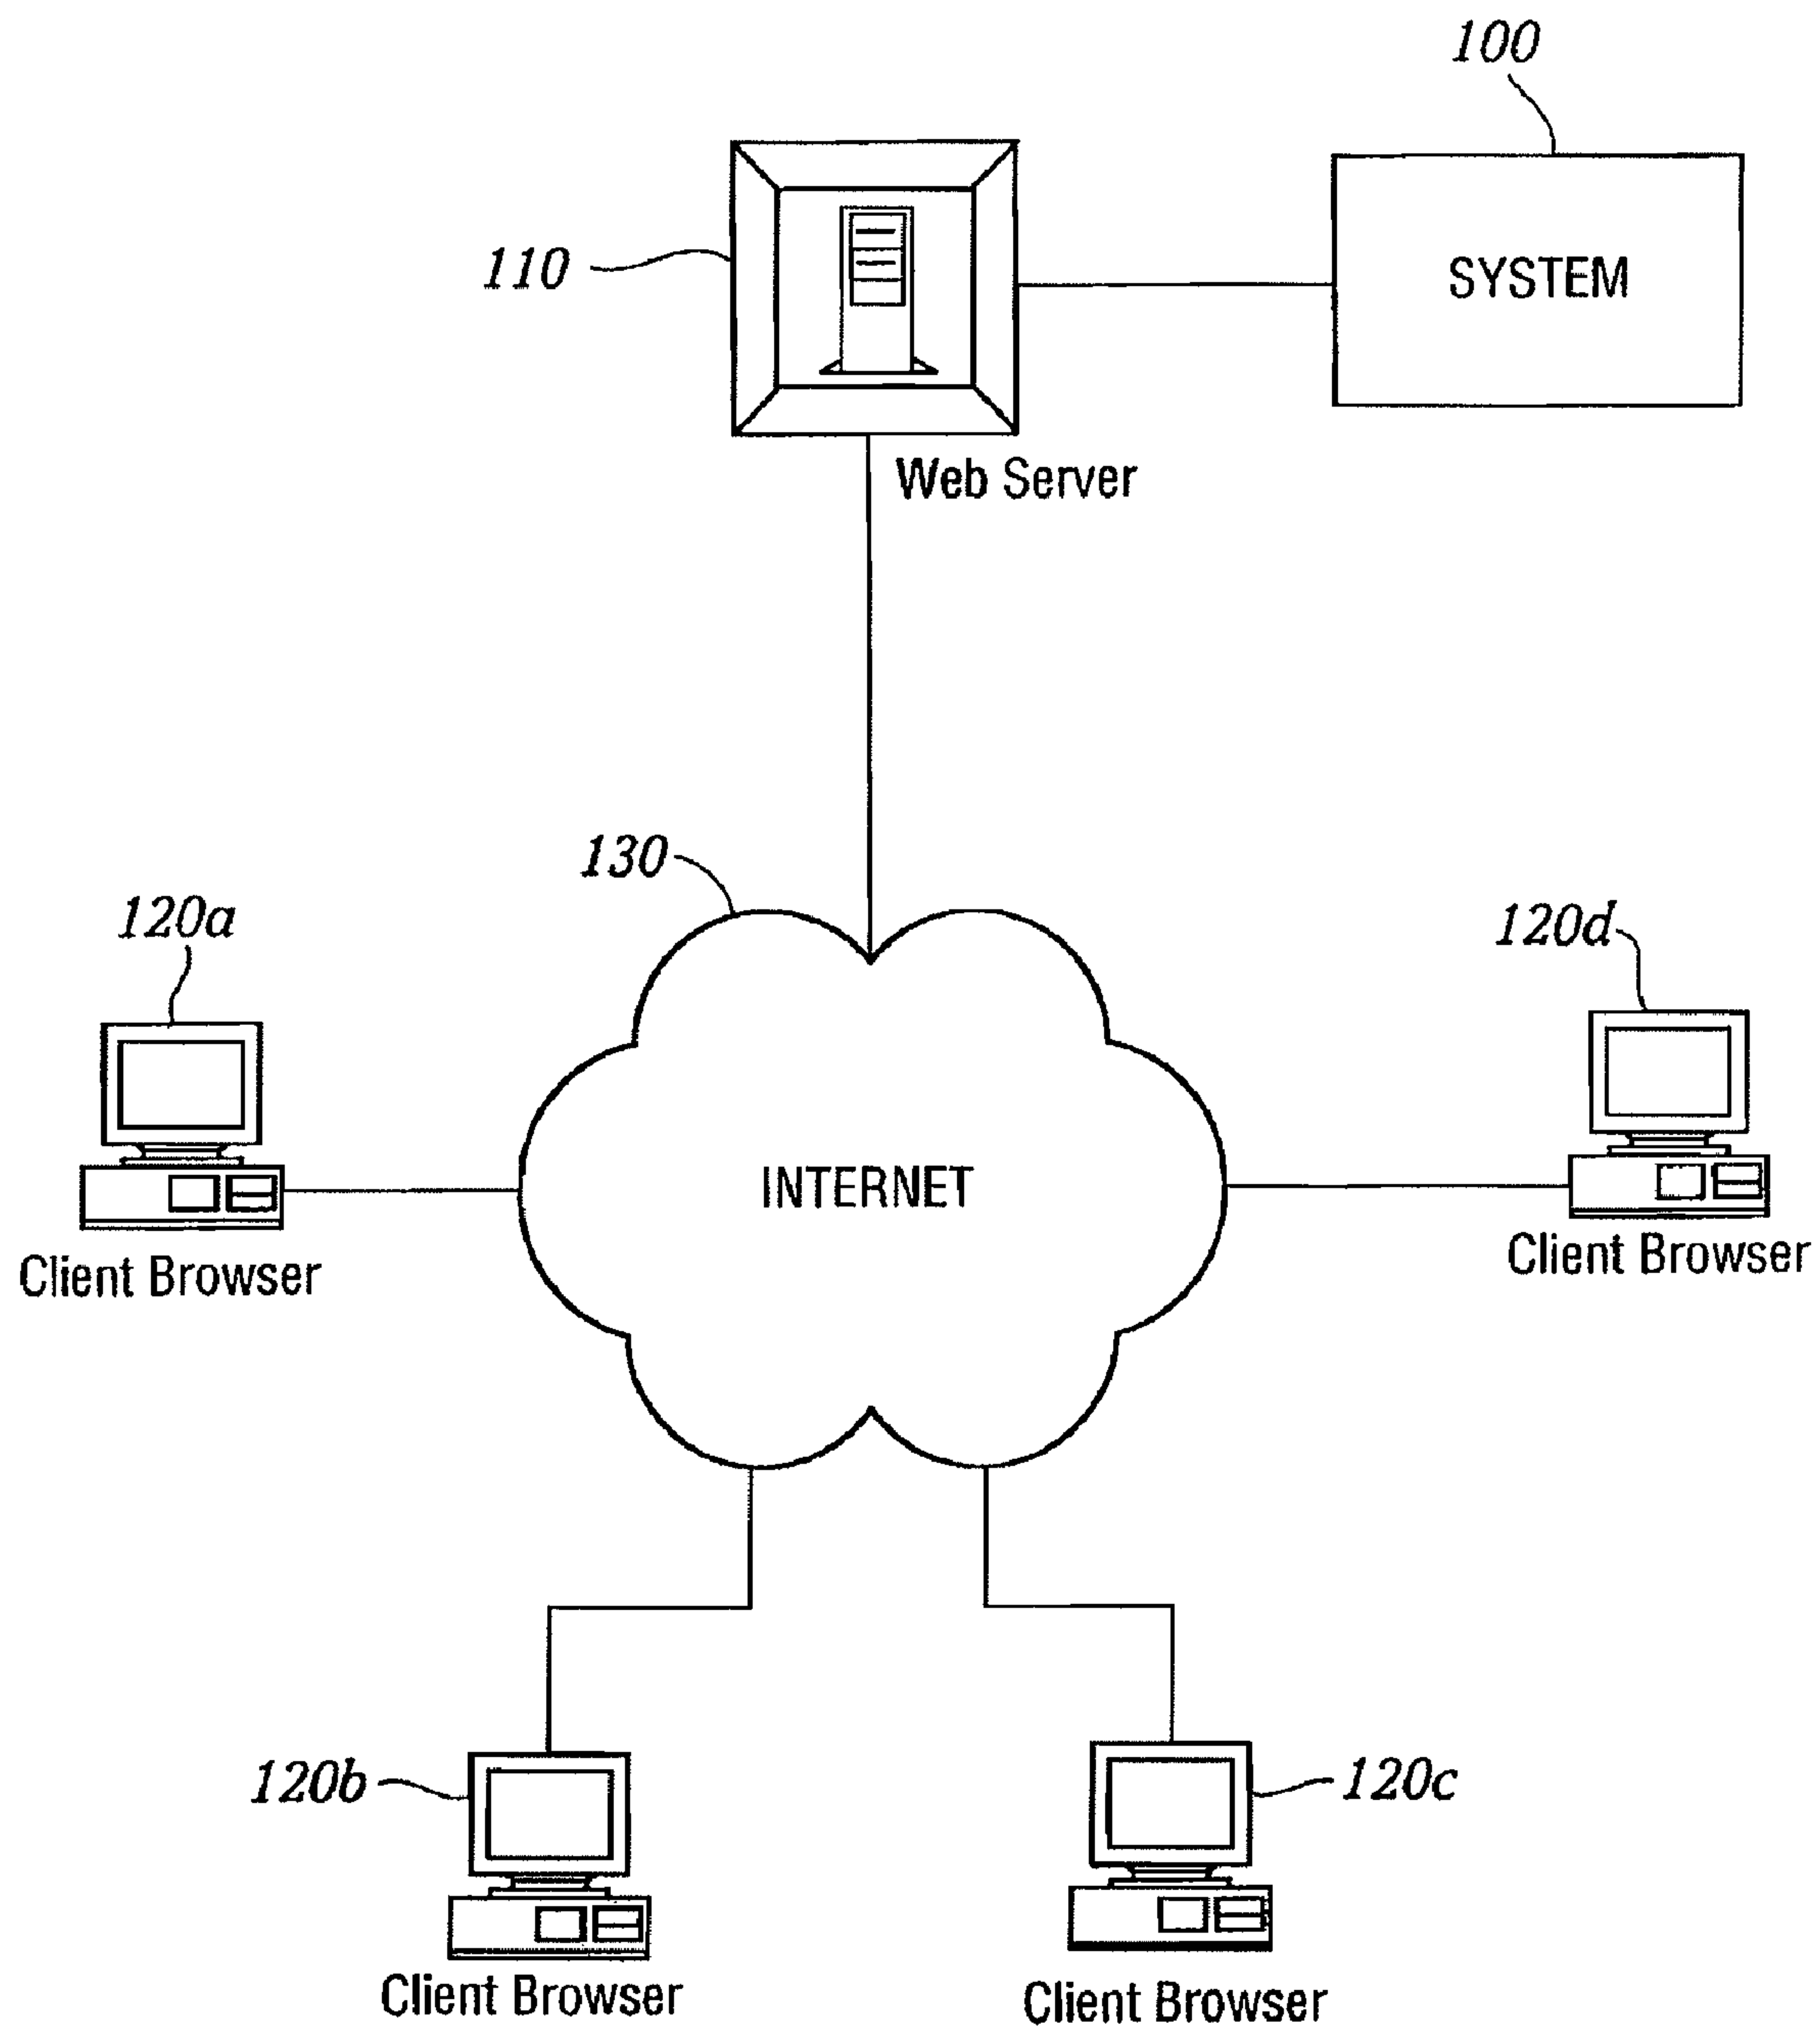 100
110
SYSTEM
Web Server
130
120a
120d
INTERNET
Client Browser
Client Browser
120b
120c
Client Browser
Client Browser